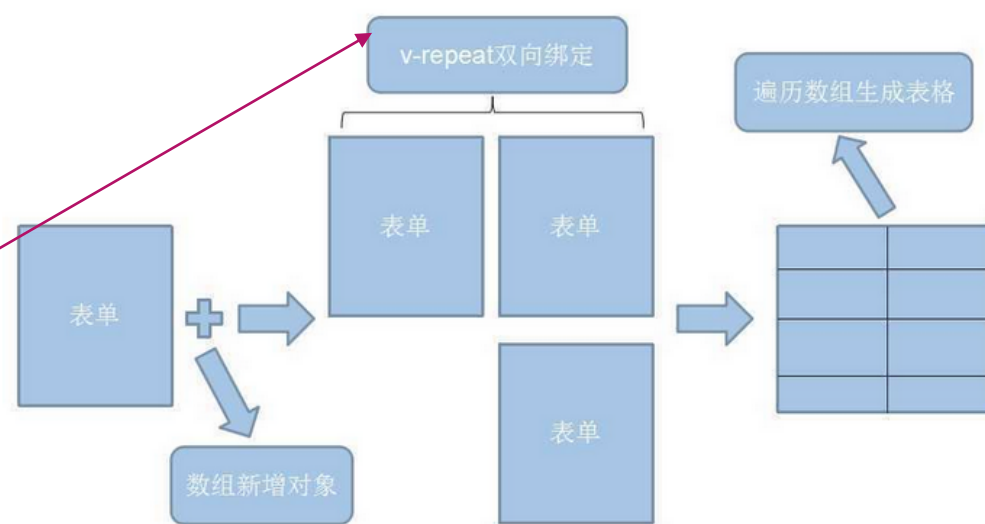 v-repeat双向绑定
遍历数组生成表格
表单
表单
表单
表单
数组新增对象